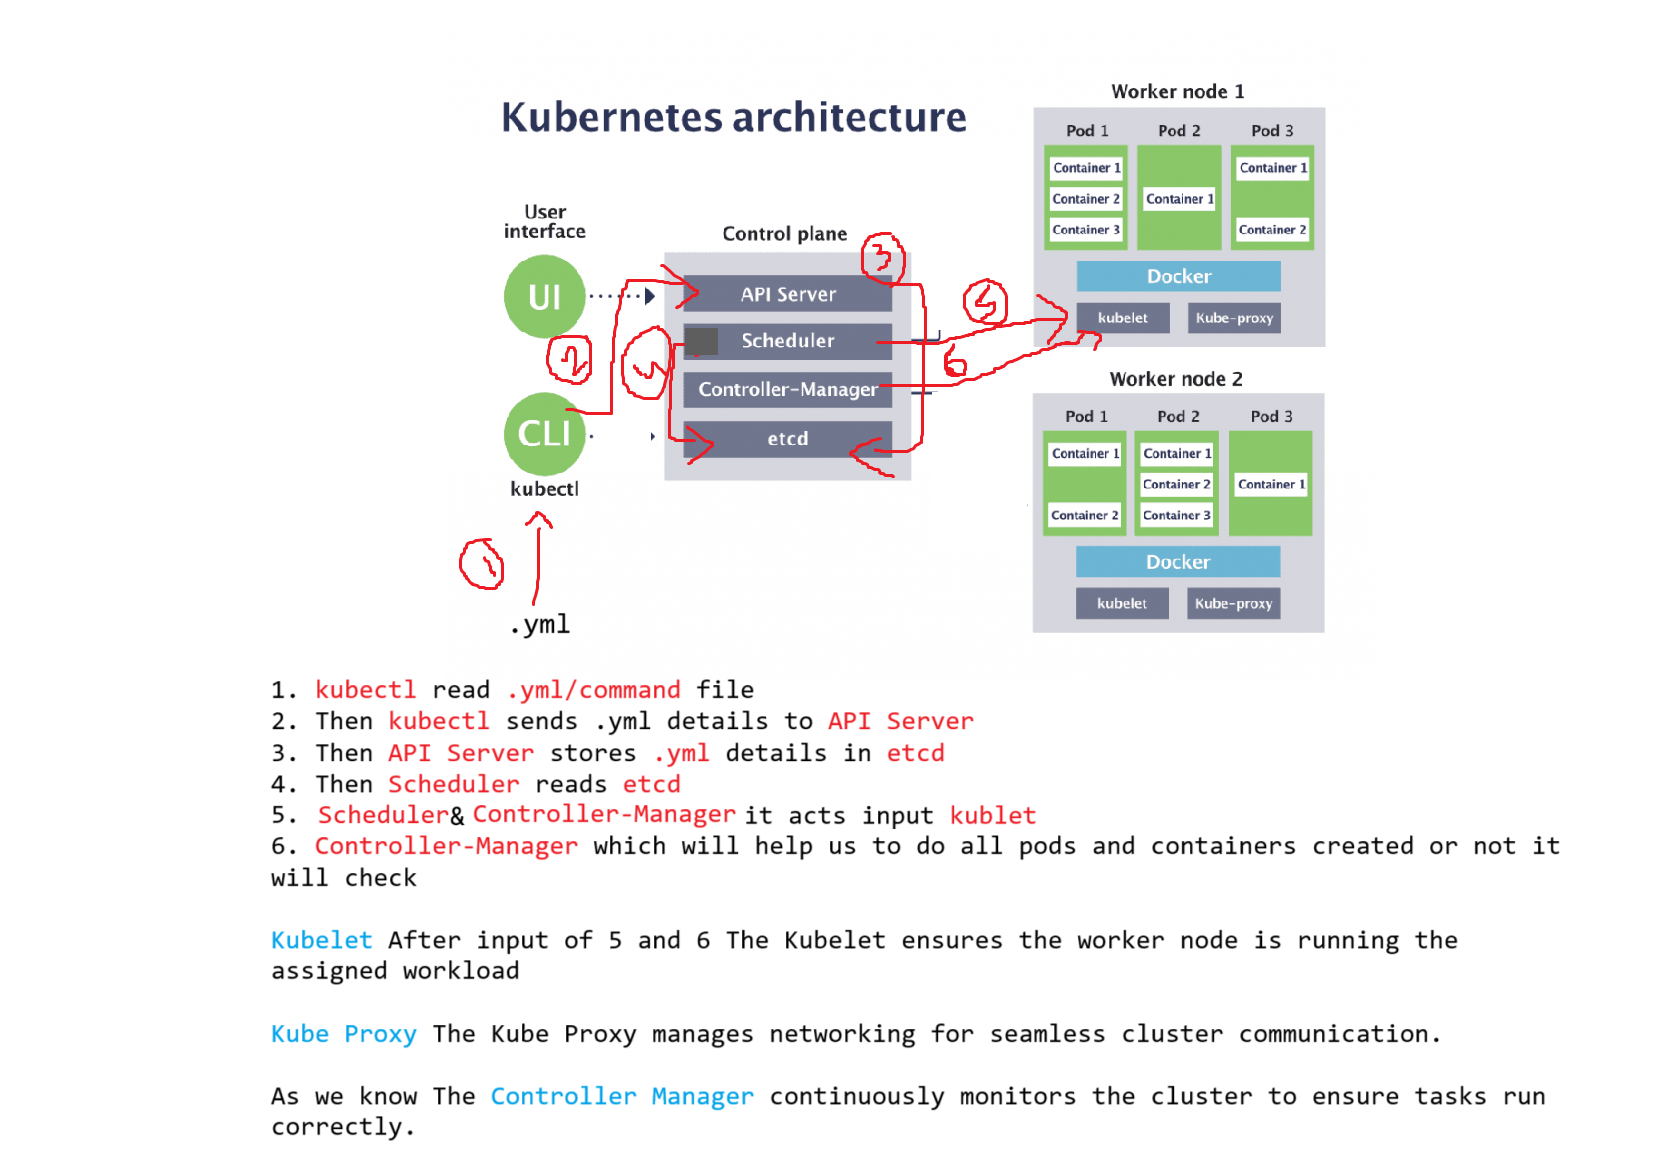 Kubernetes architecture
User
interface
UI
CLI
kubectl
.yml
1
2
Control plane
3
API Server
Scheduler
Controller-Manager
etcd
6
Worker node 1
Pod 1 Pod 2 Pod 3
Container 1
Container 2
Container 3
Container 1
Container 1
Container 2
Docker
kubelet Kube-proxy
Worker node 2
Pod 1 Pod 2 Pod 3
Container 1
Container 2
Container 1
Container 2
Container 3
Container 1
Docker
kubelet Kube-proxy
1. kubectl read .yml/command file
2. Then kubectl sends .yml details to API Server
3. Then API Server stores .yml details in etcd
4. Then Scheduler reads etcd
5. Scheduler& Controller-Manager it acts input kublet
6. Controller-Manager which will help us to do all pods and containers created or not it
will check
Kubelet After input of 5 and 6 The Kubelet ensures the worker node is running the
assigned workload
Kube Proxy The Kube Proxy manages networking for seamless cluster communication.
As we know The Controller Manager continuously monitors the cluster to ensure tasks run
correctly.